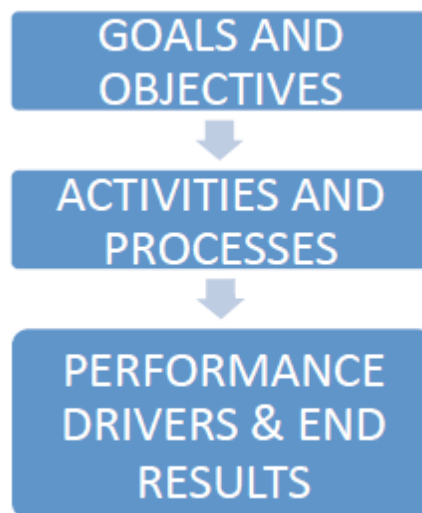 GOALS AND
OBJECTIVES
ACTIVITIES AND
PROCESSES
PERFORMANCE
DRIVERS & END
RESULTS